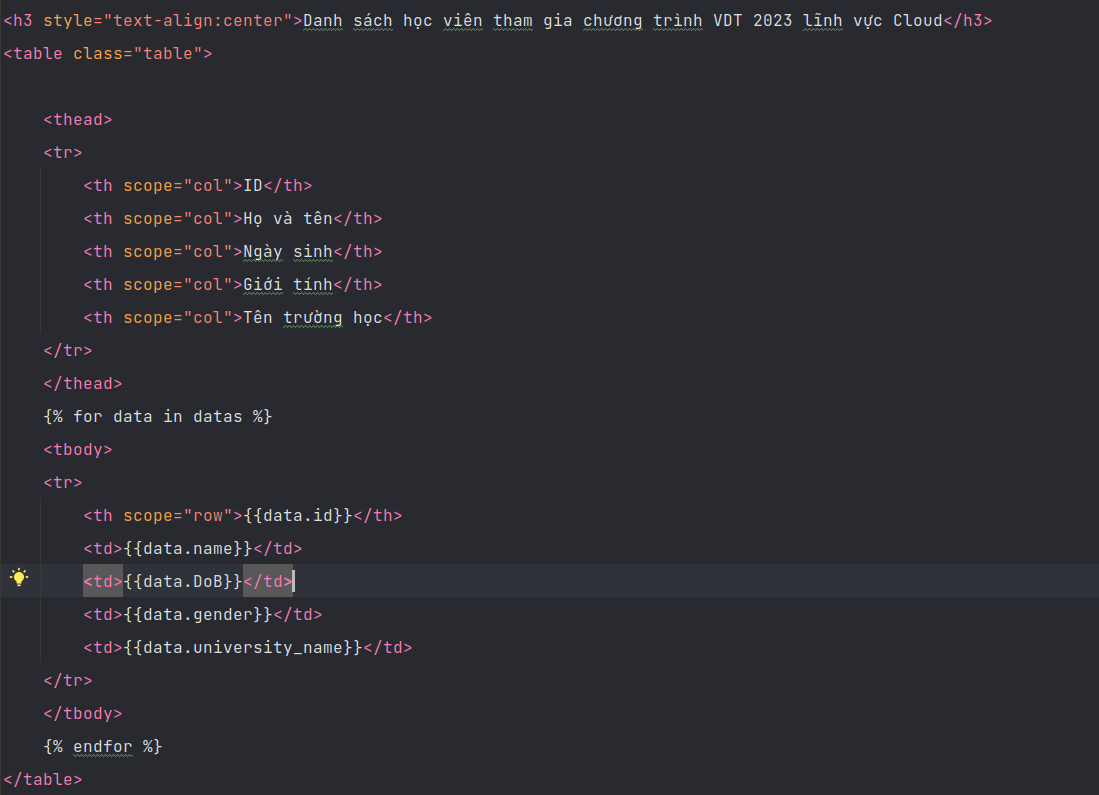 <h3 style="text-align:center">Danh sách học viên tham gia chương trình VDT 2023 lĩnh vực Cloud</h3>
<table class="table">
<thead>
<tr>
<th scope="col">ID</th>
<th scope="col">Họ và tên</th>
<th scope="col">Ngày sinh</th>
<th scope="col">Giới tính</th>
<th scope="col">Tên trường học</th>
</tr>
</thead>
{% for data in datas %}
<tbody>
<tr>
<th scope="row">{{data.id}}</th>
<td>{{data.name}}</td>
<td>{{data.DoB}}</td>
<td>{{data.gender}}</td>
<td>{{data.university_name}}</td>
</tr>
</tbody>
{% endfor %}
</table>